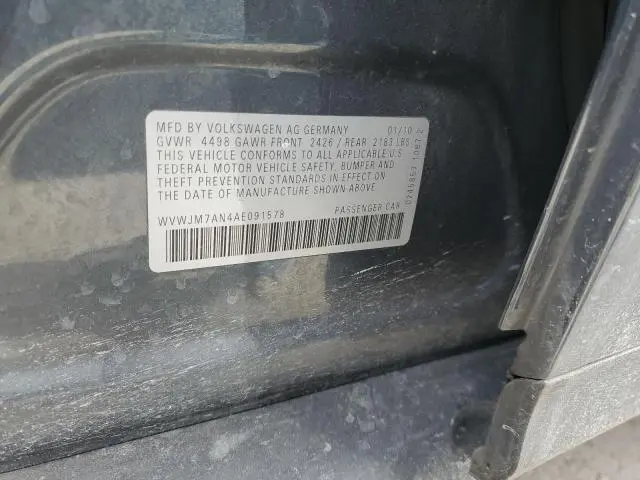 MFD BY VOLKSWAGEN AG GERMANY 01/10
GVWR 4498 GAWR FRONT 2426 / REAR 2183 LBS
THIS VEHICLE CONFORMS TO ALL APPLICABLE U.S
FEDERAL MOTOR VEHICLE SAFETY, BUMPER AND
THEFT PREVENTION STANDARDS IN EFFECT ON
THE DATE OF MANUFACTURE SHOWN ABOVE
WVWJM7AN4AE091578 PASSENGER CAR